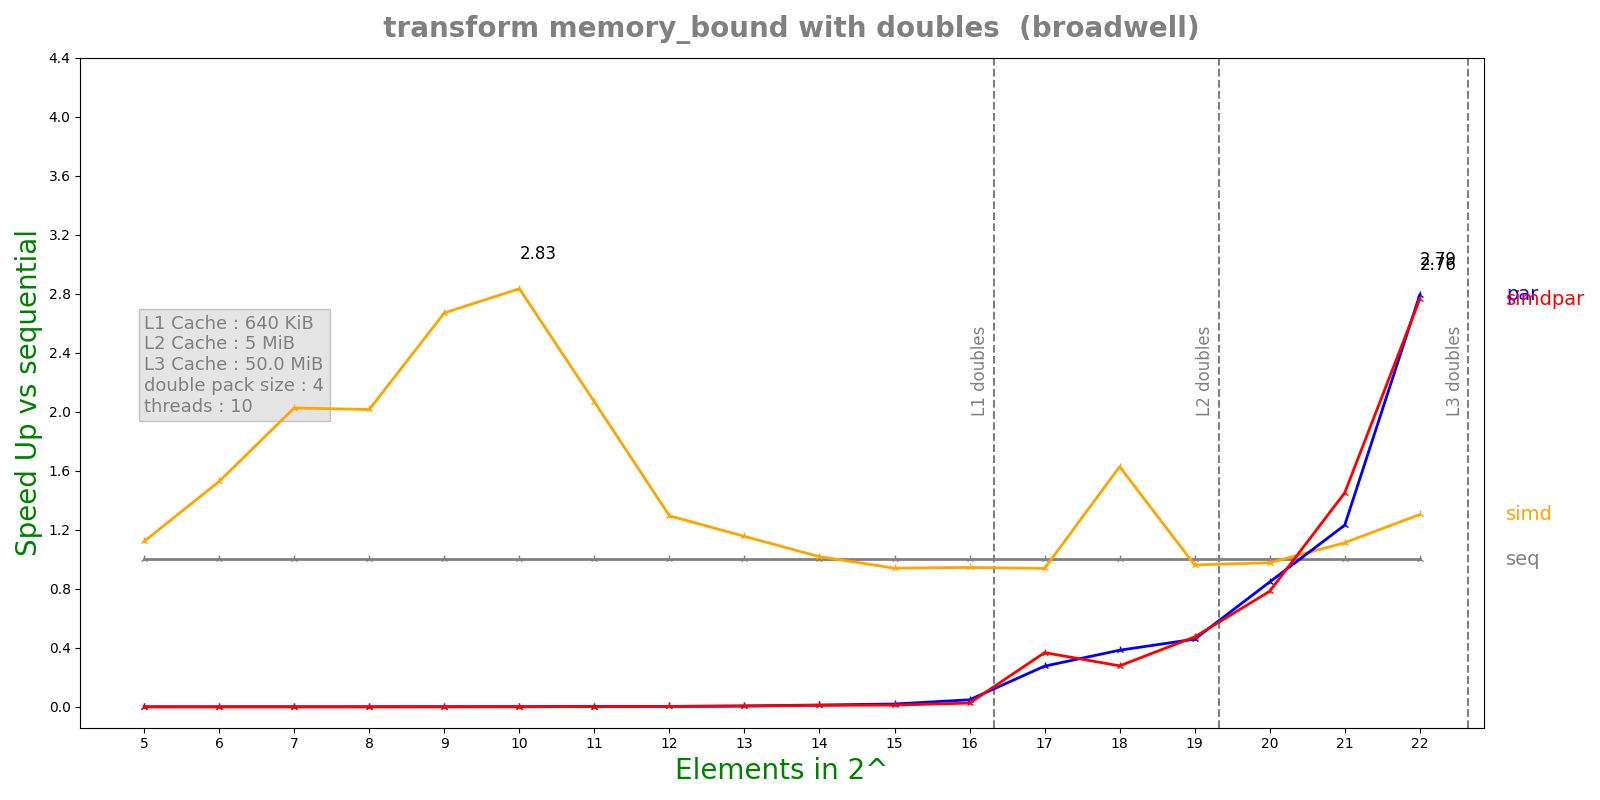 transform memory_bound with doubles (broadwell)
Speed Up vs sequential
4.4
4.0
3.6
3.2
2.8
2.4
2.0
1.6
1.2
0.8
0.4
0.0
L1 Cache : 640 KiB
L2 Cache : 5 MiB
L3 Cache : 50.0 MiB
double pack size : 4
threads : 10
2.83
L1 doubles
L2 doubles
L3 doubles
2.79
2.76
par
simdpar
simd
seq
5 6 7 8 9 10 11 12 13 14 15 16 17 18 19 20 21 22
Elements in 2^